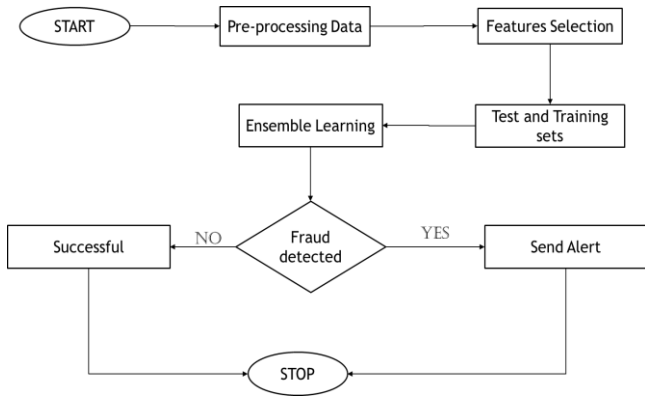 START
Pre-processing Data
Features Selection
Ensemble Learning
Test and Training
sets
Successful
NO
Fraud
detected
YES
Send Alert
STOP